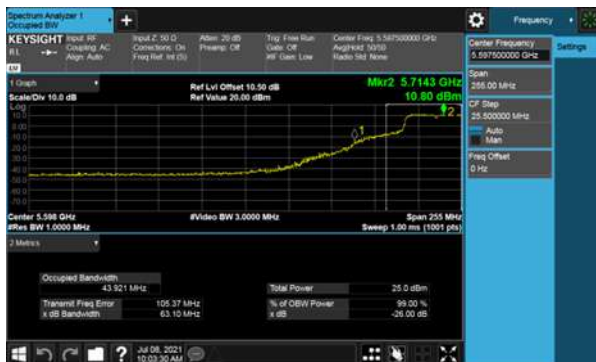 Spectrum Analyzer 1
Occupied BW
Frequency
KEYSIGHT
Input: RF
Coupling: AC
Align: Auto
Input Z: 50 Ω
Corrections: On
Freq Ref: Int (S)
Atten: 20 dB
Preamp: Off
Trig: Free Run
Gate: Off
#IF Gain: Low
Center Freq: 5.597500000 GHz
Avg|Hold: 50/50
Radio Std: None
RL
Center Frequency
5.597500000 GHz
Settings
Span
255.00 MHz
CF Step
25.500000 MHz
Auto
Man
Freq Offset
0 Hz
1 Graph
Scale/Div 10.0 dB
Ref Lvl Offset 10.50 dB
Ref Value 20.00 dBm
Mkr2 5.7143 GHz
10.80 dBm
Log
10.0
0.00
-10.0
-20.0
-30.0
-40.0
-50.0
-60.0
-70.0
1
2
Center 5.598 GHz
#Res BW 1.0000 MHz
#Video BW 3.0000 MHz
Span 255 MHz
Sweep 1.00 ms (1001 pts)
2 Metrics
Occupied Bandwidth
43.921 MHz
Total Power 25.0 dBm
Transmit Freq Error 105.37 MHz
% of OBW Power 99.00 %
x dB Bandwidth 63.10 MHz
x dB -26.00 dB
Jul 08, 2021
10:03:30 AM